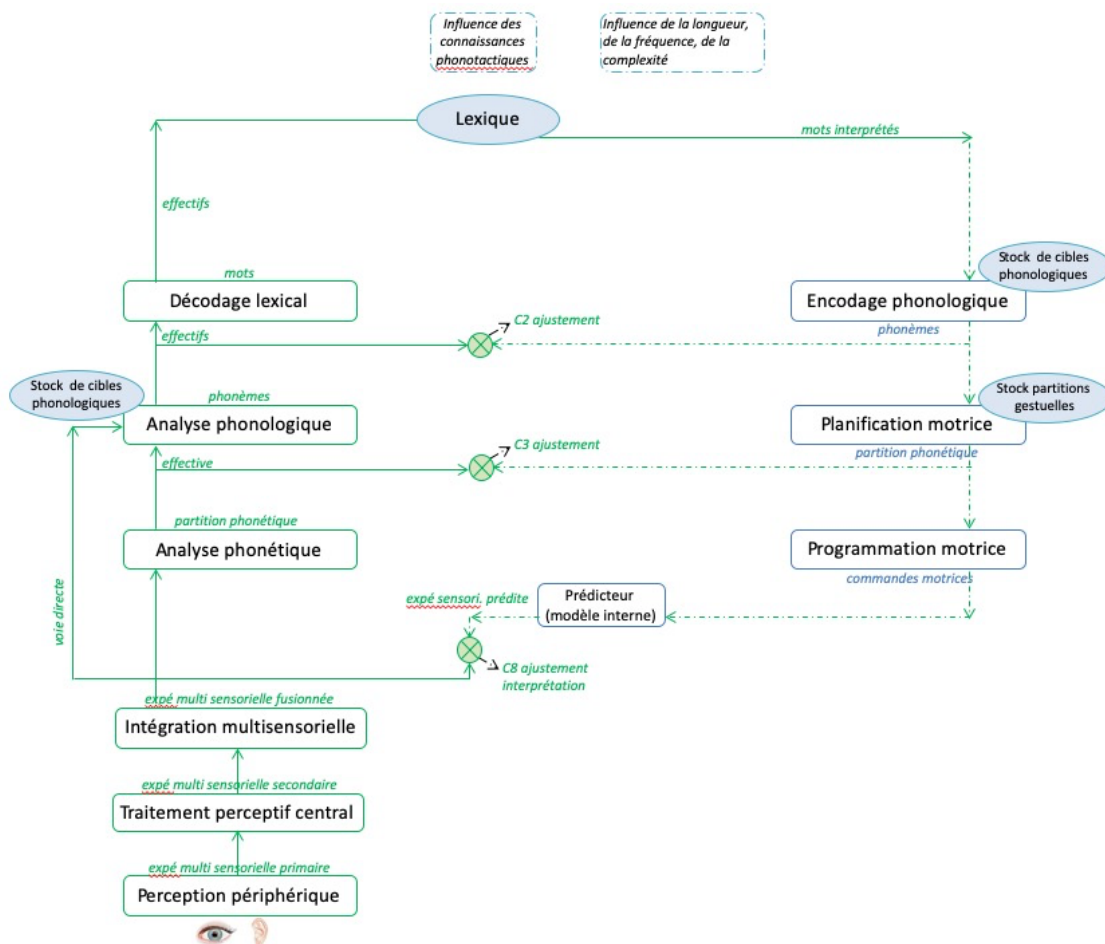 Influence des
connaissances
phonotactiques
Influence de la longueur,
de la fréquence, de la
complexité
Lexique
mots interprétés
effectifs
mots
Décodage lexical
Stock de cibles
phonologiques
Encodage phonologique
phonèmes
effectifs
C2 ajustement
Stock de cibles
phonologiques
phonèmes
Analyse phonologique
Stock partitions
gestuelles
Planification motrice
partition phonétique
effective
C3 ajustement
partition phonétique
Analyse phonétique
Programmation motrice
commandes motrices
voie directe
expé sensori. prédite
Prédicteur
(modèle interne)
C8 ajustement
interprétation
expé multi sensorielle fusionnée
Intégration multisensorielle
expé multi sensorielle secondaire
Traitement perceptif central
expé multi sensorielle primaire
Perception périphérique